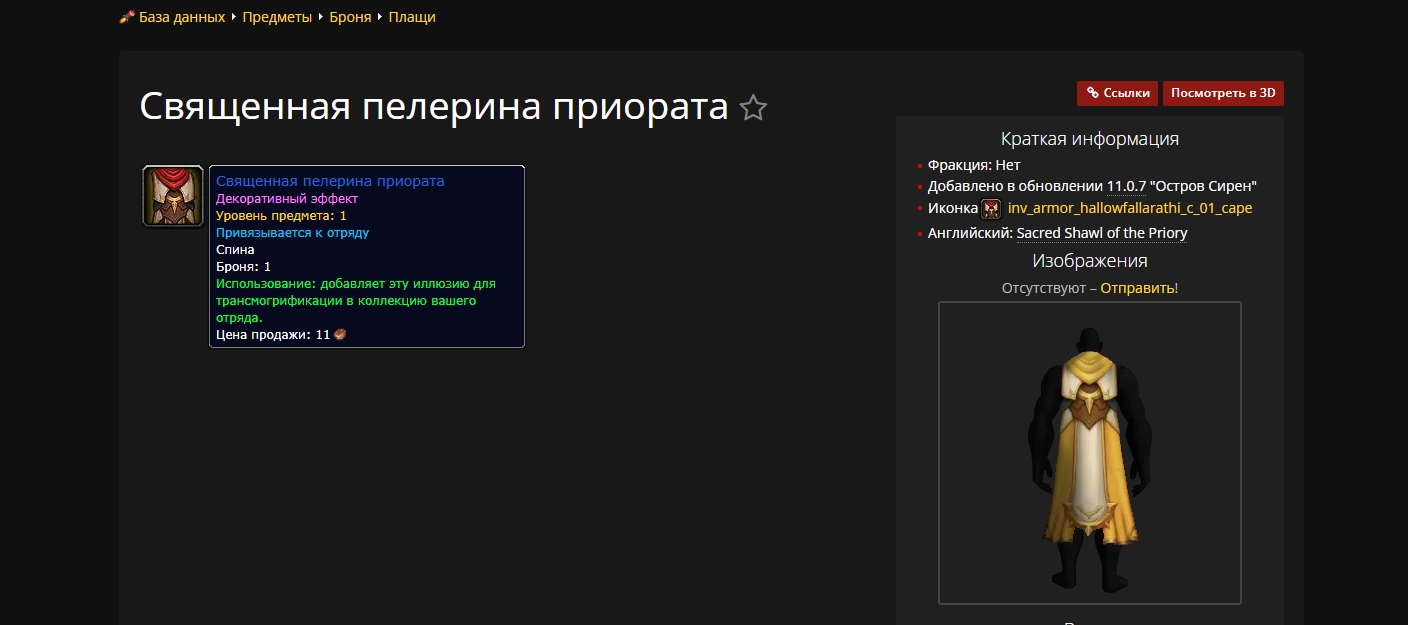 База данных Предметы Броня Плащи
Священная пелерина приората
Священная пелерина приората
Декоративный эффект
Уровень предмета: 1
Привязывается к отряду
Спина
Броня: 1
Использование: добавляет эту иллюзию для
трансмогрификации в коллекцию вашего
отряда.
Цена продажи: 11
Ссылки
Посмотреть в 3D
Краткая информация
Фракция: Нет
Добавлено в обновлении 11.0.7 "Остров Сирен"
Иконка inv_armor_hallowfallarathi_c_01_cape
Английский: Sacred Shawl of the Priory
Изображения
Отсутствуют – Отправить!